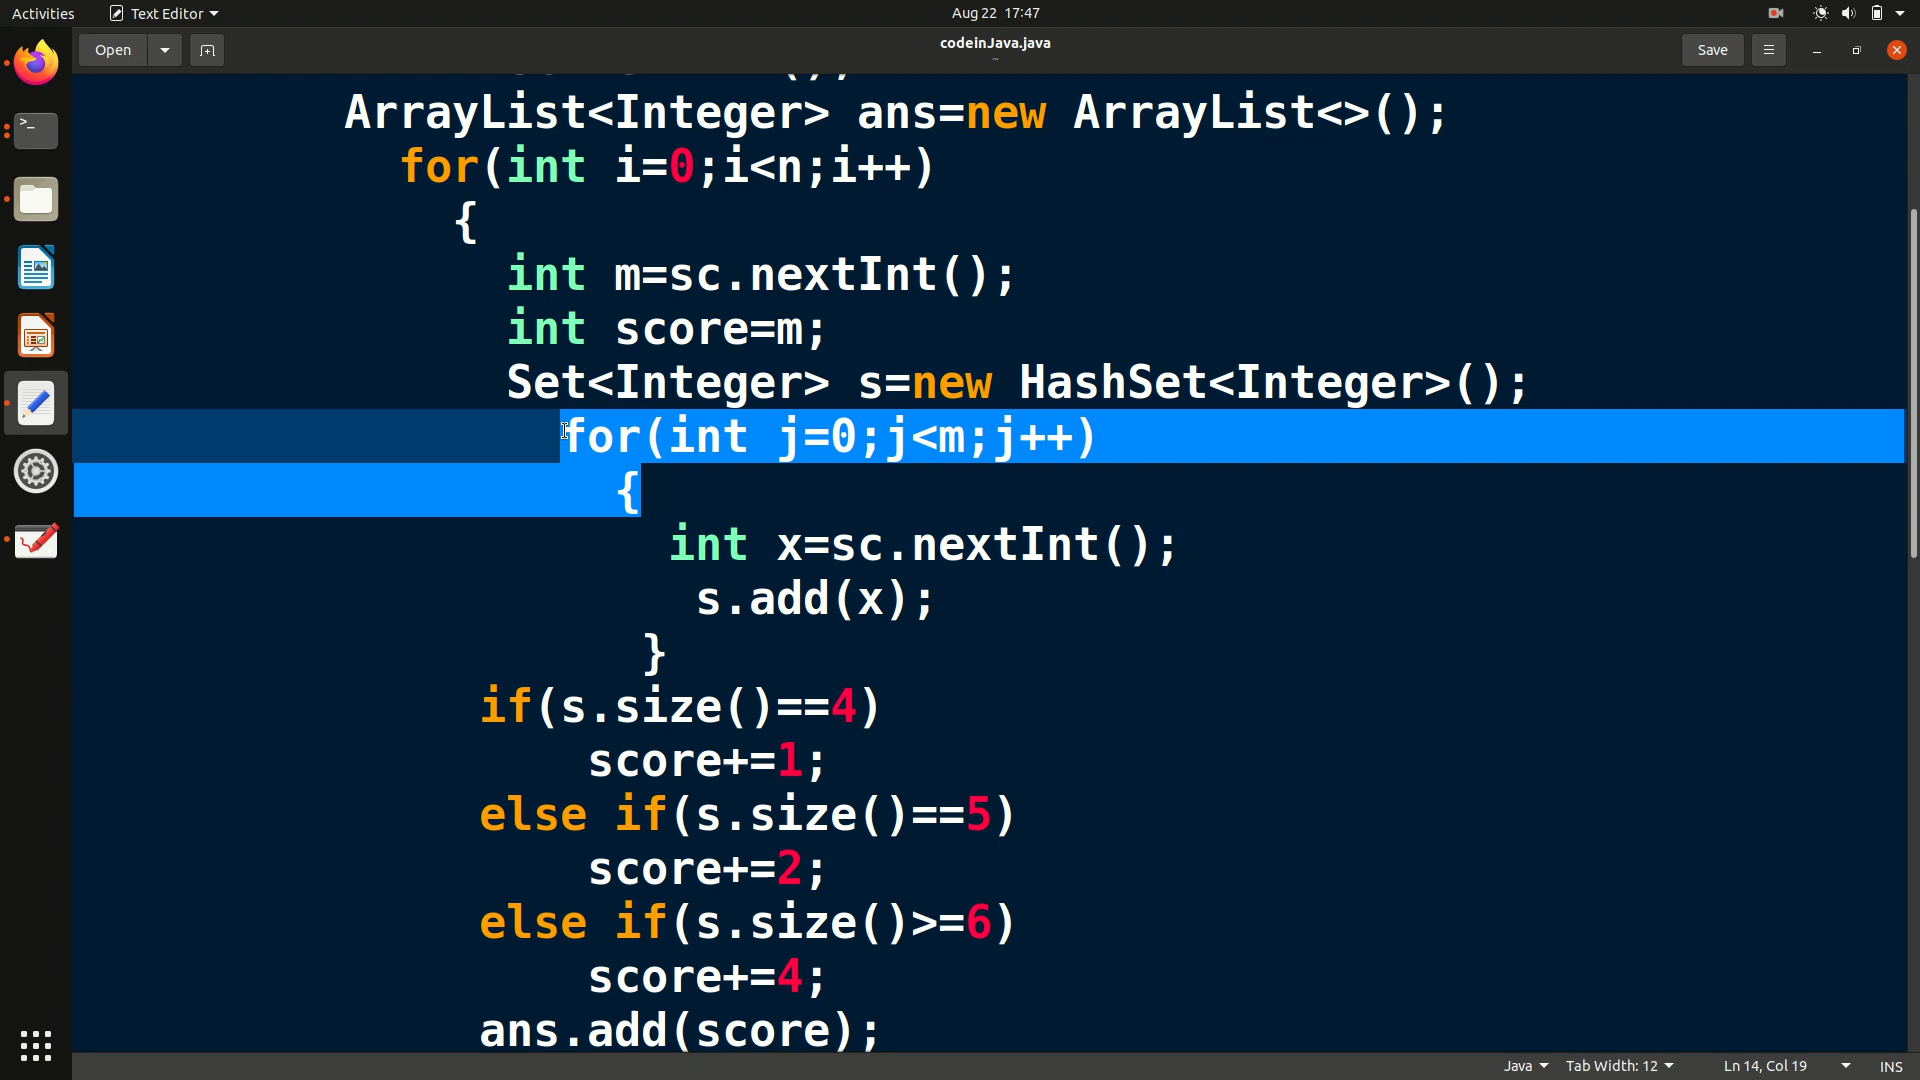 Activities
Text Editor
Aug 22 17:47
Open
codeinJava.java
~
Save
ArrayList<Integer> ans=new ArrayList<>();
for(int i=0;i<n;i++)
{
int m=sc.nextInt();
int score=m;
Set<Integer> s=new HashSet<Integer>();
for(int j=0;j<m;j++)
{
int x=sc.nextInt();
s.add(x);
}
if(s.size()==4)
score+=1;
else if(s.size()==5)
score+=2;
else if(s.size()>=6)
score+=4;
ans.add(score);
Java
Tab Width: 12
Ln 14, Col 19
INS